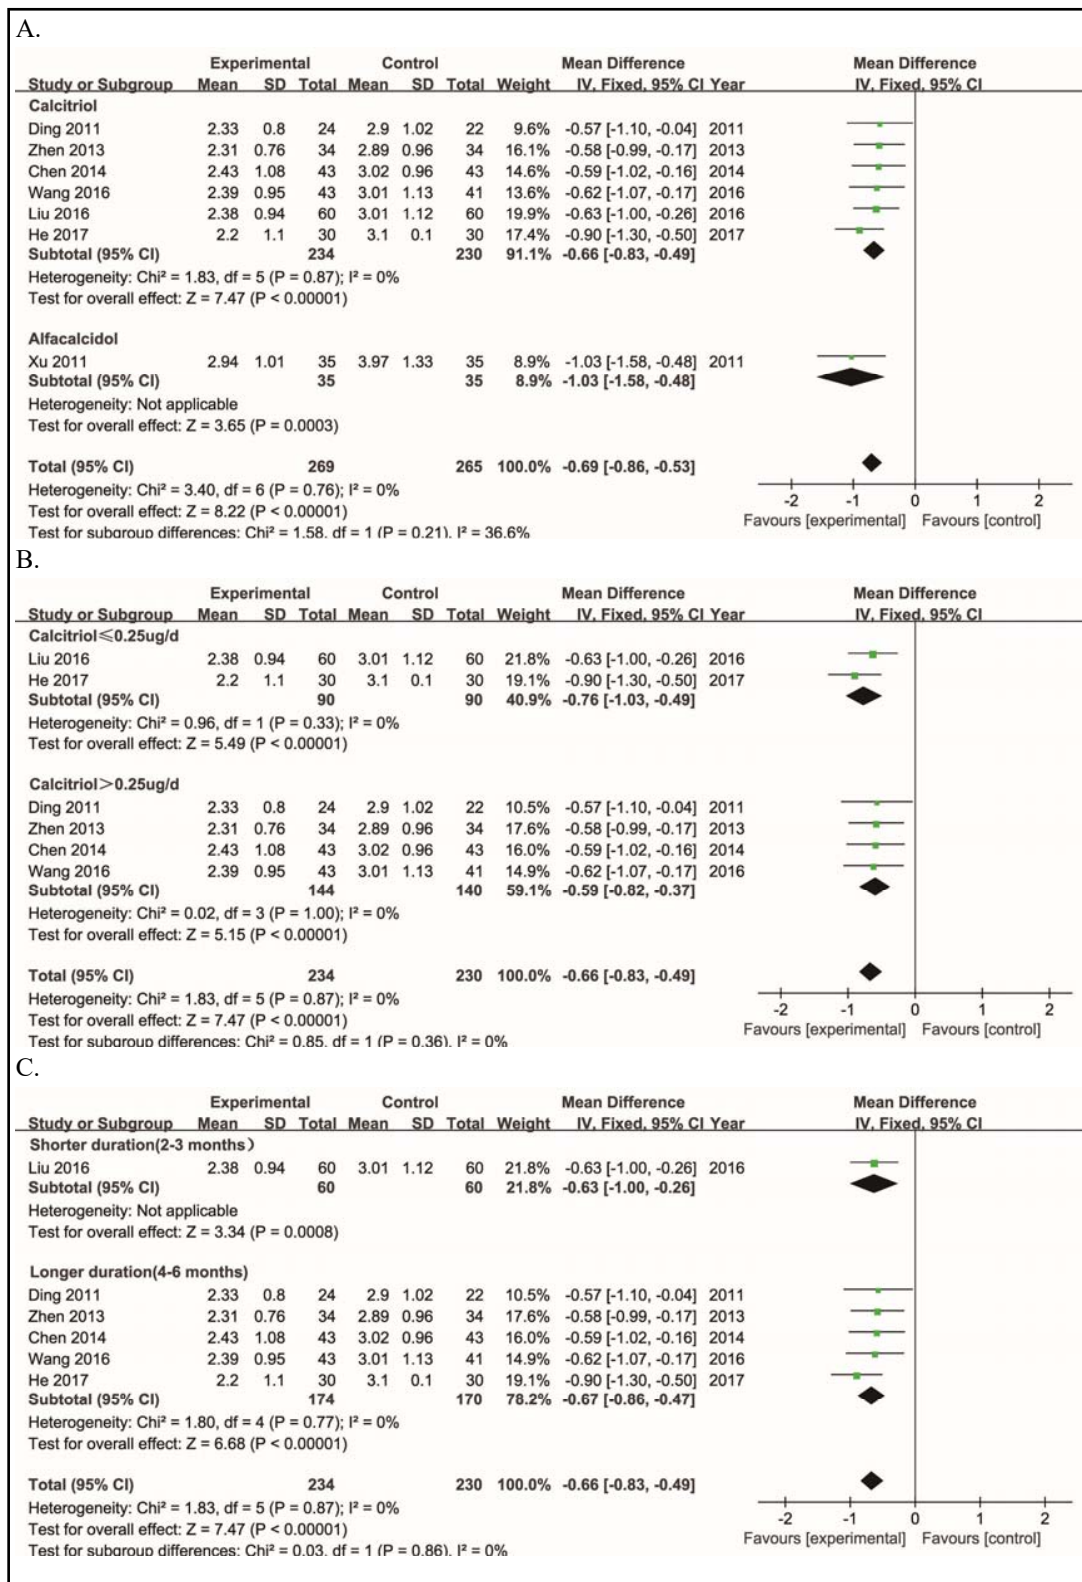 A.
Experimental Control Mean Difference Mean Difference
Study or Subgroup Mean SD Total Mean SD Total Weight IV, Fixed, 95% CI Year IV, Fixed, 95% CI
Calcitriol
Ding 2011 2.33 0.8 24 2.9 1.02 22 9.6% -0.57 [-1.10, -0.04] 2011
Zhen 2013 2.31 0.76 34 2.89 0.96 34 16.1% -0.58 [-0.99, -0.17] 2013
Chen 2014 2.43 1.08 43 3.02 0.96 43 14.6% -0.59 [-1.02, -0.16] 2014
Wang 2016 2.39 0.95 43 3.01 1.13 41 13.6% -0.62 [-1.07, -0.17] 2016
Liu 2016 2.38 0.94 60 3.01 1.12 60 19.9% -0.63 [-1.00, -0.26] 2016
He 2017 2.2 1.1 30 3.1 0.1 30 17.4% -0.90 [-1.30, -0.50] 2017
Subtotal (95% CI) 234 230 91.1% -0.66 [-0.83, -0.49]
Heterogeneity: Chi² = 1.83, df = 5 (P = 0.87); I² = 0%
Test for overall effect: Z = 7.47 (P < 0.00001)
Alfacalcidol
Xu 2011 2.94 1.01 35 3.97 1.33 35 8.9% -1.03 [-1.58, -0.48] 2011
Subtotal (95% CI) 35 35 8.9% -1.03 [-1.58, -0.48]
Heterogeneity: Not applicable
Test for overall effect: Z = 3.65 (P = 0.0003)
Total (95% CI) 269 265 100.0% -0.69 [-0.86, -0.53]
Heterogeneity: Chi² = 3.40, df = 6 (P = 0.76); I² = 0%
Test for overall effect: Z = 8.22 (P < 0.00001)
Test for subgroup differences: Chi² = 1.58, df = 1 (P = 0.21), I² = 36.6%
-2 -1 0 1 2
Favours [experimental] Favours [control]
B.
Experimental Control Mean Difference Mean Difference
Study or Subgroup Mean SD Total Mean SD Total Weight IV, Fixed, 95% CI Year IV, Fixed, 95% CI
Calcitriol≦0.25ug/d
Liu 2016 2.38 0.94 60 3.01 1.12 60 21.8% -0.63 [-1.00, -0.26] 2016
He 2017 2.2 1.1 30 3.1 0.1 30 19.1% -0.90 [-1.30, -0.50] 2017
Subtotal (95% CI) 90 90 40.9% -0.76 [-1.03, -0.49]
Heterogeneity: Chi² = 0.96, df = 1 (P = 0.33); I² = 0%
Test for overall effect: Z = 5.49 (P < 0.00001)
Calcitriol＞0.25ug/d
Ding 2011 2.33 0.8 24 2.9 1.02 22 10.5% -0.57 [-1.10, -0.04] 2011
Zhen 2013 2.31 0.76 34 2.89 0.96 34 17.6% -0.58 [-0.99, -0.17] 2013
Chen 2014 2.43 1.08 43 3.02 0.96 43 16.0% -0.59 [-1.02, -0.16] 2014
Wang 2016 2.39 0.95 43 3.01 1.13 41 14.9% -0.62 [-1.07, -0.17] 2016
Subtotal (95% CI) 144 140 59.1% -0.59 [-0.82, -0.37]
Heterogeneity: Chi² = 0.02, df = 3 (P = 1.00); I² = 0%
Test for overall effect: Z = 5.15 (P < 0.00001)
Total (95% CI) 234 230 100.0% -0.66 [-0.83, -0.49]
Heterogeneity: Chi² = 1.83, df = 5 (P = 0.87); I² = 0%
Test for overall effect: Z = 7.47 (P < 0.00001)
Test for subgroup differences: Chi² = 0.85, df = 1 (P = 0.36), I² = 0%
-2 -1 0 1 2
Favours [experimental] Favours [control]
C.
Experimental Control Mean Difference Mean Difference
Study or Subgroup Mean SD Total Mean SD Total Weight IV, Fixed, 95% CI Year IV, Fixed, 95% CI
Shorter duration(2-3 months）
Liu 2016 2.38 0.94 60 3.01 1.12 60 21.8% -0.63 [-1.00, -0.26] 2016
Subtotal (95% CI) 60 60 21.8% -0.63 [-1.00, -0.26]
Heterogeneity: Not applicable
Test for overall effect: Z = 3.34 (P = 0.0008)
Longer duration(4-6 months)
Ding 2011 2.33 0.8 24 2.9 1.02 22 10.5% -0.57 [-1.10, -0.04] 2011
Zhen 2013 2.31 0.76 34 2.89 0.96 34 17.6% -0.58 [-0.99, -0.17] 2013
Chen 2014 2.43 1.08 43 3.02 0.96 43 16.0% -0.59 [-1.02, -0.16] 2014
Wang 2016 2.39 0.95 43 3.01 1.13 41 14.9% -0.62 [-1.07, -0.17] 2016
He 2017 2.2 1.1 30 3.1 0.1 30 19.1% -0.90 [-1.30, -0.50] 2017
Subtotal (95% CI) 174 170 78.2% -0.67 [-0.86, -0.47]
Heterogeneity: Chi² = 1.80, df = 4 (P = 0.77); I² = 0%
Test for overall effect: Z = 6.68 (P < 0.00001)
Total (95% CI) 234 230 100.0% -0.66 [-0.83, -0.49]
Heterogeneity: Chi² = 1.83, df = 5 (P = 0.87); I² = 0%
Test for overall effect: Z = 7.47 (P < 0.00001)
Test for subgroup differences: Chi² = 0.03, df = 1 (P = 0.86), I² = 0%
-2 -1 0 1 2
Favours [experimental] Favours [control]